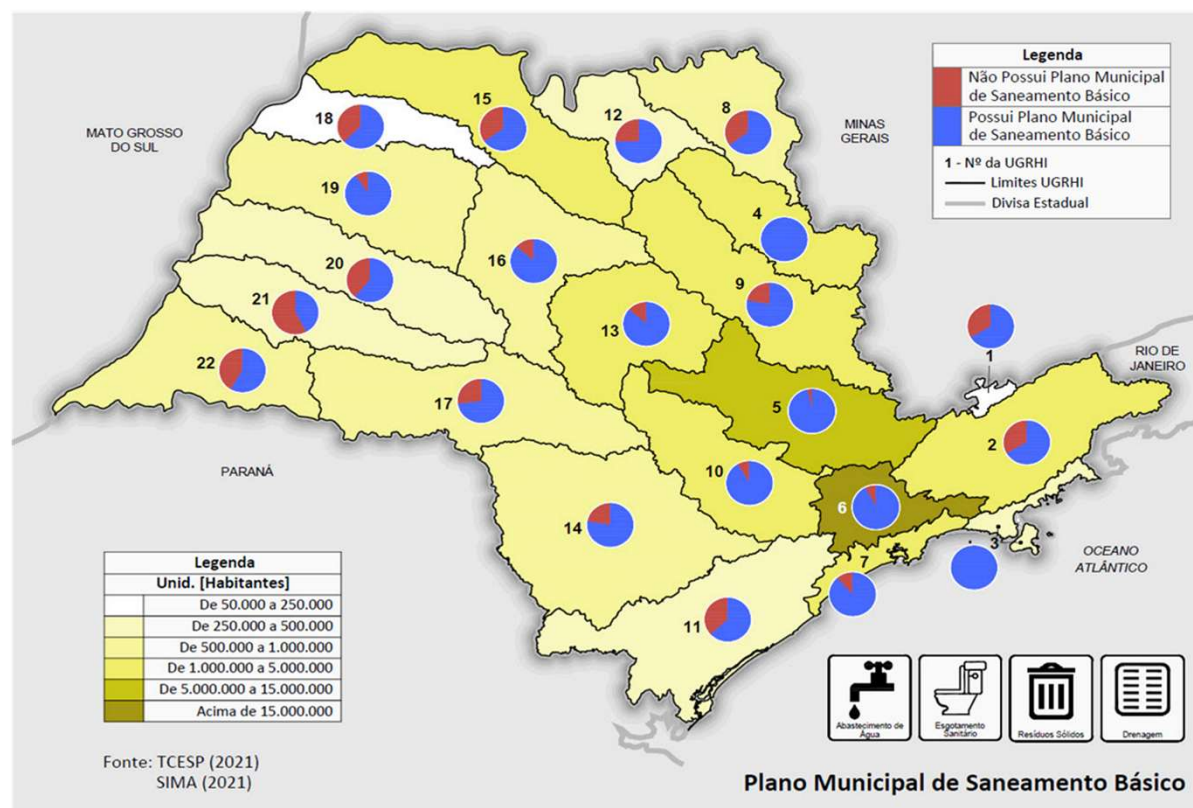 Legenda
Não Possui Plano Municipal
de Saneamento Básico
Possui Plano Municipal
de Saneamento Básico
1 - Nº da UGRHI
Limites UGRHI
Divisa Estadual
MATO GROSSO
DO SUL
MINAS
GERAIS
RIO DE
JANEIRO
PARANÁ
OCEANO
ATLÂNTICO
18
15
12
8
19
4
16
20
9
21
13
1
22
17
5
2
10
6
14
3
7
11
Legenda
Unid. [Habitantes]
De 50.000 a 250.000
De 250.000 a 500.000
De 500.000 a 1.000.000
De 1.000.000 a 5.000.000
De 5.000.000 a 15.000.000
Acima de 15.000.000
Abastecimento de
Água
Esgotamento
Sanitário
Resíduos Sólidos
Drenagem
Fonte: TCESP (2021)
SIMA (2021)
Plano Municipal de Saneamento Básico